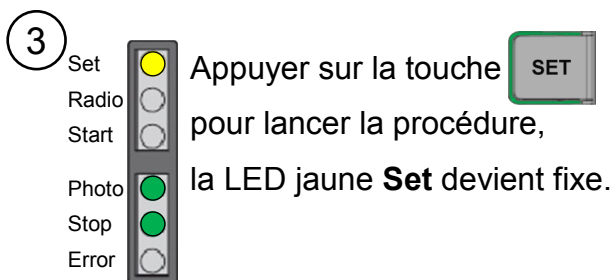 3
Set
Radio
Start
Photo
Stop
Error
Appuyer sur la touche SET
pour lancer la procédure,
la LED jaune Set devient fixe.